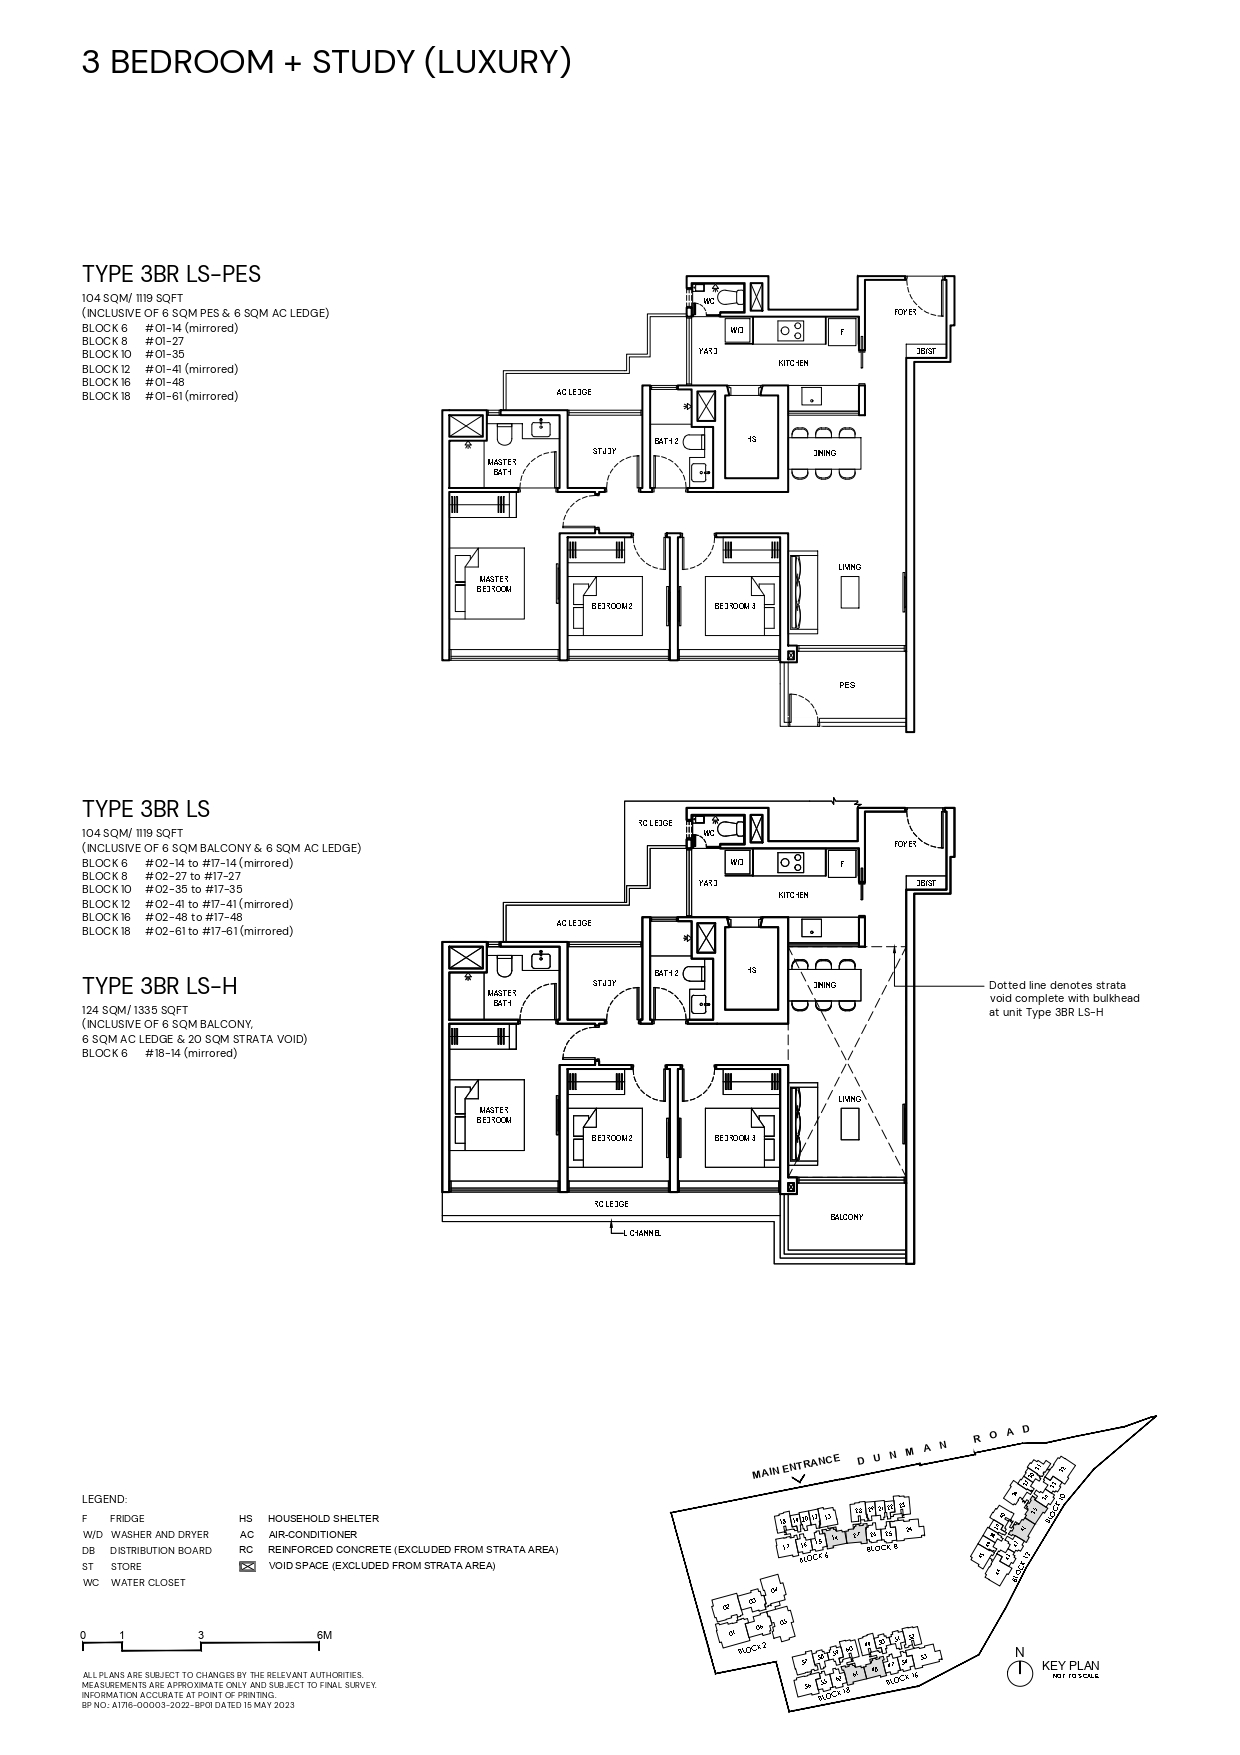 3 BEDROOM + STUDY (LUXURY)
TYPE 3BR LS-PES
104 SQM/ 1119 SQFT
(INCLUSIVE OF 6 SQM PES & 6 SQM AC LEDGE)
BLOCK 6 #01-14 (mirrored)
BLOCK 8 #01-27
BLOCK 10 #01-35
BLOCK 12 #01-41 (mirrored)
BLOCK 16 #01-48
BLOCK 18 #01-61 (mirrored)
WC
FOYER
W/D
F
YARD
KITCHEN
DB/ST
AC LEDGE
HS
BATH 2
STUDY
DINING
MASTER
BATH
LIVING
MASTER
BEDROOM
BEDROOM 2
BEDROOM 3
PES
TYPE 3BR LS
104 SQM/ 1119 SQFT
(INCLUSIVE OF 6 SQM BALCONY & 6 SQM AC LEDGE)
BLOCK 6 #02-14 to #17-14 (mirrored)
BLOCK 8 #02-27 to #17-27
BLOCK 10 #02-35 to #17-35
BLOCK 12 #02-41 to #17-41 (mirrored)
BLOCK 16 #02-48 to #17-48
BLOCK 18 #02-61 to #17-61 (mirrored)
TYPE 3BR LS-H
124 SQM/ 1335 SQFT
(INCLUSIVE OF 6 SQM BALCONY,
6 SQM AC LEDGE & 20 SQM STRATA VOID)
BLOCK 6 #18-14 (mirrored)
RC LEDGE
WC
FOYER
W/D
F
YARD
KITCHEN
DB/ST
AC LEDGE
HS
BATH 2
STUDY
DINING
MASTER
BATH
Dotted line denotes strata
void complete with bulkhead
at unit Type 3BR LS-H
LIVING
MASTER
BEDROOM
BEDROOM 2
BEDROOM 3
RC LEDGE
BALCONY
L CHANNEL
LEGEND:
F FRIDGE
W/D WASHER AND DRYER
DB DISTRIBUTION BOARD
ST STORE
WC WATER CLOSET
HS HOUSEHOLD SHELTER
AC AIR-CONDITIONER
RC REINFORCED CONCRETE (EXCLUDED FROM STRATA AREA)
VOID SPACE (EXCLUDED FROM STRATA AREA)
0 1 3 6M
ALL PLANS ARE SUBJECT TO CHANGES BY THE RELEVANT AUTHORITIES.
MEASUREMENTS ARE APPROXIMATE ONLY AND SUBJECT TO FINAL SURVEY.
INFORMATION ACCURATE AT POINT OF PRINTING.
BP NO.: A1716-00003-2022-BP01 DATED 15 MAY 2023
MAIN ENTRANCE
DUNMAN ROAD
BLOCK 6
BLOCK 8
BLOCK 10
BLOCK 12
BLOCK 2
BLOCK 18
BLOCK 16
N
KEY PLAN
NOT TO SCALE